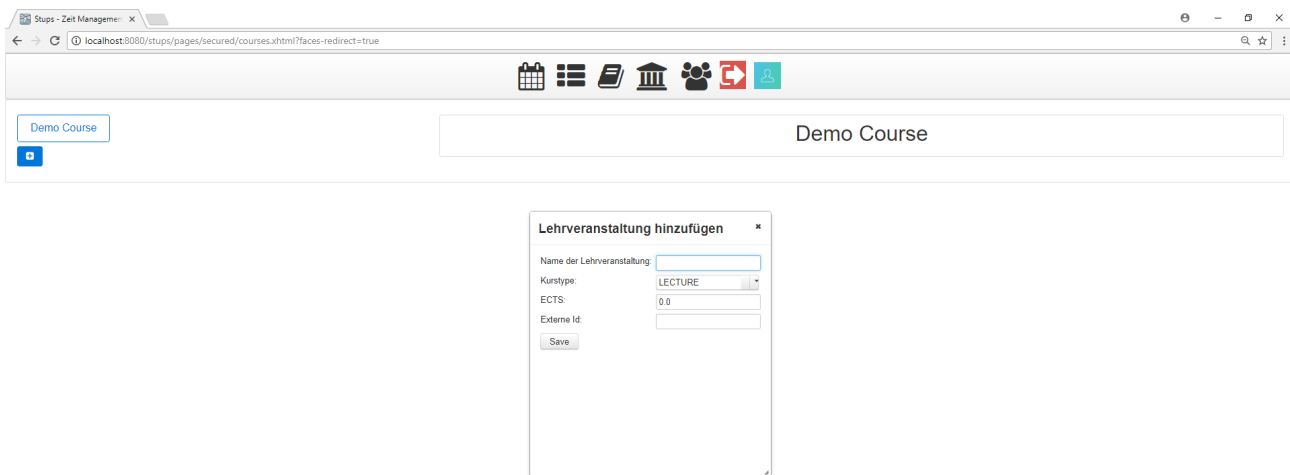 Stups - Zeit Managemen
localhost:8080/stups/pages/secured/courses.xhtml?faces-redirect=true
Demo Course
Demo Course
Lehrveranstaltung hinzufügen
Name der Lehrveranstaltung:
Kurstype: LECTURE
ECTS: 0.0
Externe Id:
Save